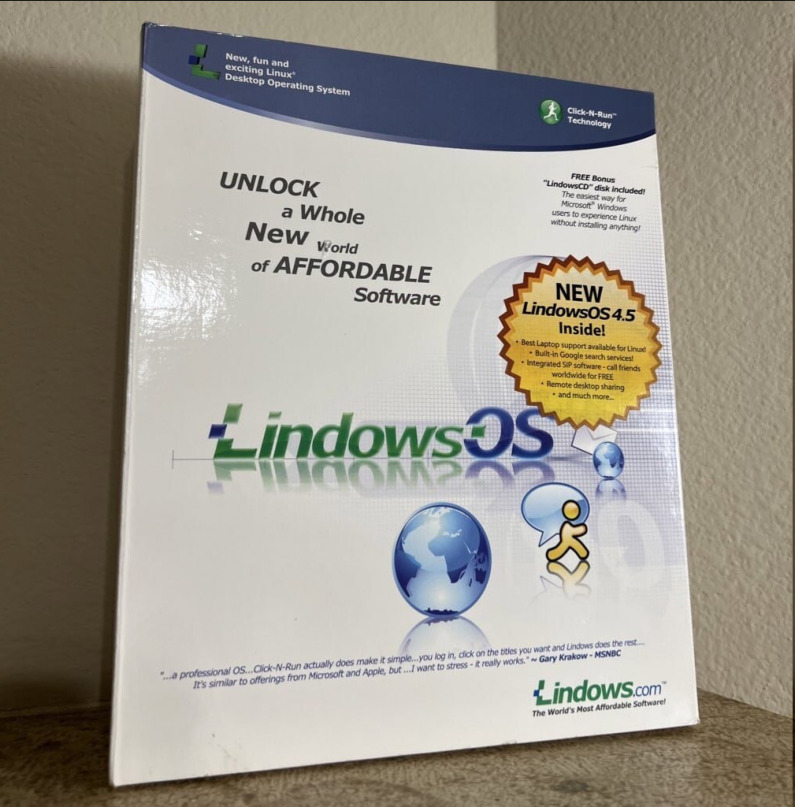 New, fun and
exciting Linux®
Desktop Operating System
Click-N-Run™
Technology
UNLOCK
a Whole
New World
of AFFORDABLE
Software
FREE Bonus
"LindowsCD" disk included!
The easiest way for
Microsoft® Windows
users to experience Linux
without installing anything!
NEW
LindowsOS 4.5
Inside!
• Best Laptop support available for Linux!
• Built-in Google search services!
• Integrated SIP software - call friends
worldwide for FREE
• Remote desktop sharing
• and much more...
LindowsOS
"...a professional OS...Click-N-Run actually does make it simple...you log in, click on the titles you want and Lindows does the rest....
It's similar to offerings from Microsoft and Apple, but ...I want to stress - it really works." ~ Gary Krakow - MSNBC
Lindows.com™
The World's Most Affordable Software!